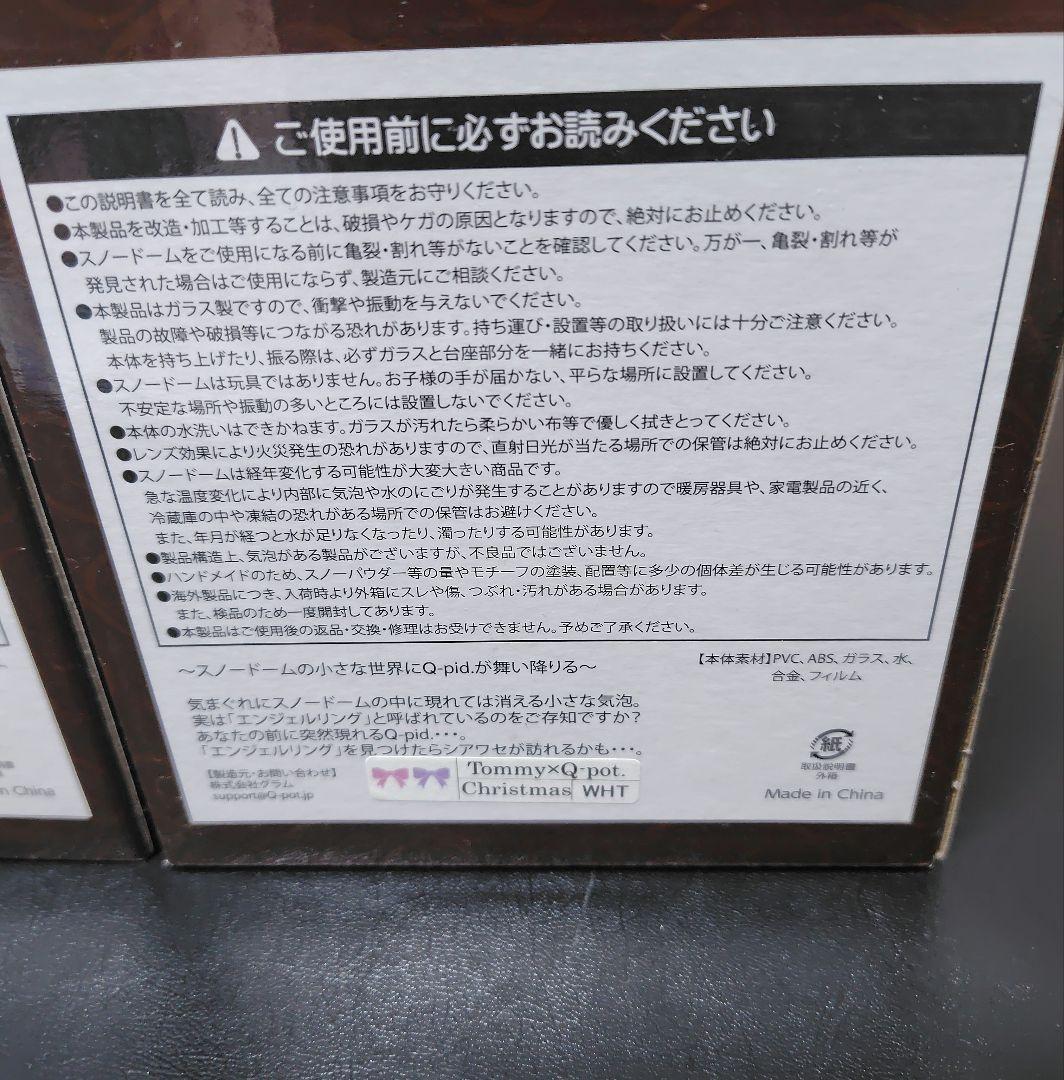 ⚠ ご使用前に必ずお読みください
●この説明書を全て読み、全ての注意事項をお守りください。
●本製品を改造・加工等することは、破損やケガの原因となりますので、絶対にお止めください。
●スノードームをご使用になる前に亀裂・割れ等がないことを確認してください。万が一、亀裂・割れ等が
発見された場合はご使用にならず、製造元にご相談ください。
●本製品はガラス製ですので、衝撃や振動を与えないでください。
製品の故障や破損等につながる恐れがあります。持ち運び・設置等の取り扱いには十分ご注意ください。
本体を持ち上げたり、振る際は、必ずガラスと台座部分を一緒にお持ちください。
●スノードームは玩具ではありません。お子様の手が届かない、平らな場所に設置してください。
不安定な場所や振動の多いところには設置しないでください。
●本体の水洗いはできかねます。ガラスが汚れたら柔らかい布等で優しく拭きとってください。
●レンズ効果により火災発生の恐れがありますので、直射日光が当たる場所での保管は絶対にお止めください。
●スノードームは経年変化する可能性が大変大きい商品です。
急な温度変化により内部に気泡や水のにごりが発生することがありますので暖房器具や、家電製品の近く、
冷蔵庫の中や凍結の恐れがある場所での保管はお避けください。
また、年月が経つと水が足りなくなったり、濁ったりする可能性があります。
●製品構造上、気泡がある製品がございますが、不良品ではございません。
●ハンドメイドのため、スノーパウダー等の量やモチーフの塗装、配置等に多少の個体差が生じる可能性があります。
●海外製品につき、入荷時より外箱にスレや傷、つぶれ・汚れがある場合があります。
また、検品のため一度開封してあります。
●本製品はご使用後の返品・交換・修理はお受けできません。予めご了承ください。
～スノードームの小さな世界にQ-pid.が舞い降りる～
気まぐれにスノードームの中に現れては消える小さな気泡。
実は「エンジェルリング」と呼ばれているのをご存知ですか？
あなたの前に突然現れるQ-pid.・・・。
「エンジェルリング」を見つけたらシアワセが訪れるかも・・・。
【本体素材】PVC、ABS、ガラス、水、
合金、フィルム
紙
取扱説明書
外箱
【製造元・お問い合わせ】
株式会社グラム
support@Q-pot.jp
Tommy×Q-pot.
Christmas WHT
Made in China
n China